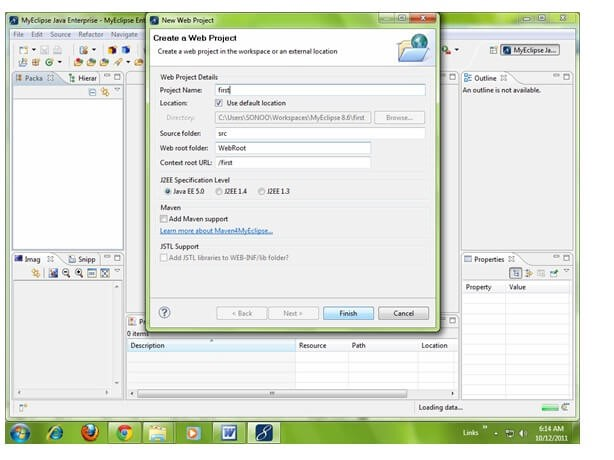 MyEclipse Java Enterprise - MyEclipse Ent
New Web Project
File Edit Source Refactor Navigate
Create a Web Project
Create a web project in the workspace or an external location
MyEclipse Ja...
Packa
Hierar
Outline
An outline is not available.
Web Project Details
Project Name: first
Location: Use default location
Directory: C:\Users\SONOO\Workspaces\MyEclipse 8.6\first Browse...
Source folder: src
Web root folder: WebRoot
Context root URL: /first
J2EE Specification Level
Java EE 5.0 J2EE 1.4 J2EE 1.3
Maven
Add Maven support
Learn more about Maven4MyEclipse...
JSTL Support
Add JSTL libraries to WEB-INF/lib folder?
Imag
Snipp
Properties
Property Value
< Back Next > Finish Cancel
0 items
Description Resource Path Location
Loading data...
Links
6:14 AM
10/12/2011